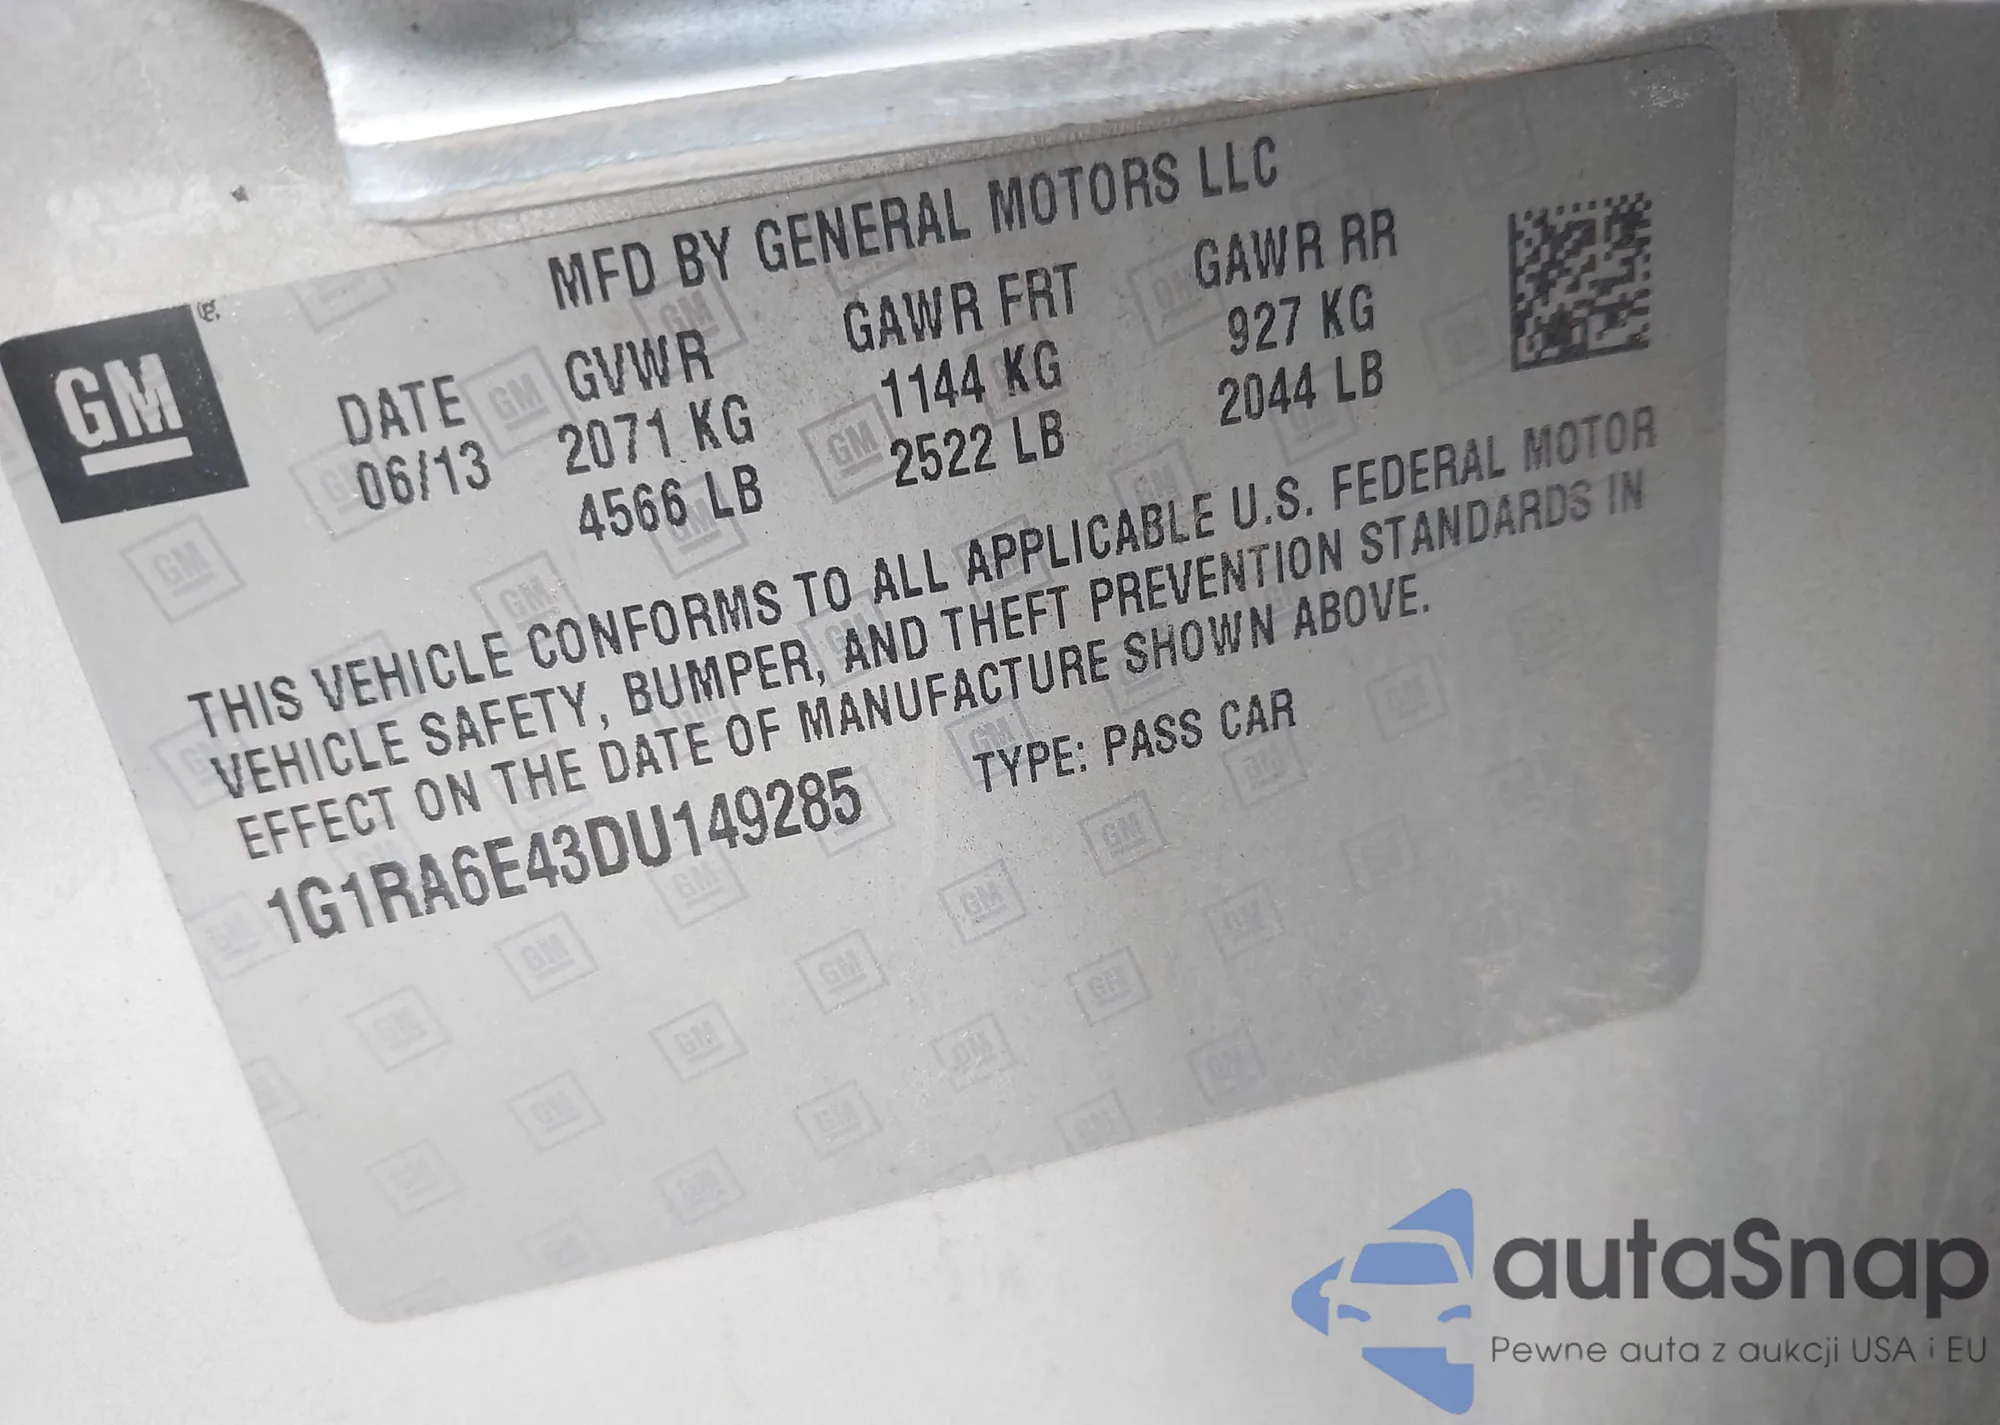 MFD BY GENERAL MOTORS LLC
GM®
DATE GVWR GAWR FRT GAWR RR
06/13 2071 KG 1144 KG 927 KG
4566 LB 2522 LB 2044 LB
THIS VEHICLE CONFORMS TO ALL APPLICABLE U.S. FEDERAL MOTOR
VEHICLE SAFETY, BUMPER, AND THEFT PREVENTION STANDARDS IN
EFFECT ON THE DATE OF MANUFACTURE SHOWN ABOVE.
1G1RA6E43DU149285 TYPE: PASS CAR
autaSnap
Pewne auta z aukcji USA i EU